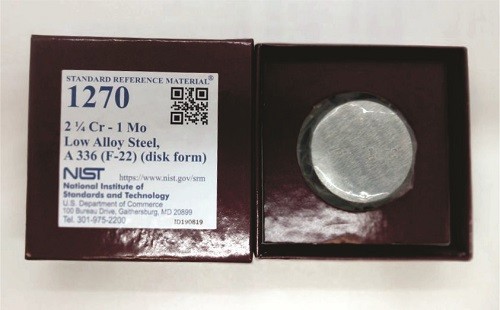 STANDARD REFERENCE MATERIAL®
1270
2 ¼ Cr - 1 Mo
Low Alloy Steel,
A 336 (F-22) (disk form)
NIST https://www.nist.gov/srm
National Institute of
Standards and Technology
U.S. Department of Commerce
100 Bureau Drive, Gaithersburg, MD 20899
Tel. 301-975-2200 ID190819